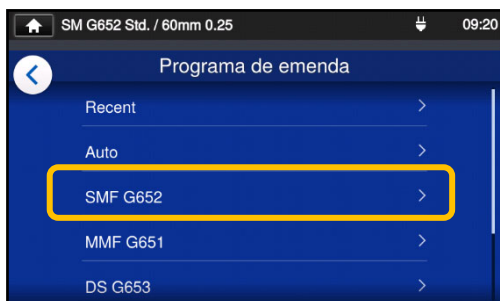 SM G652 Std. / 60mm 0.25 09:20
Programa de emenda
Recent
Auto
SMF G652
MMF G651
DS G653